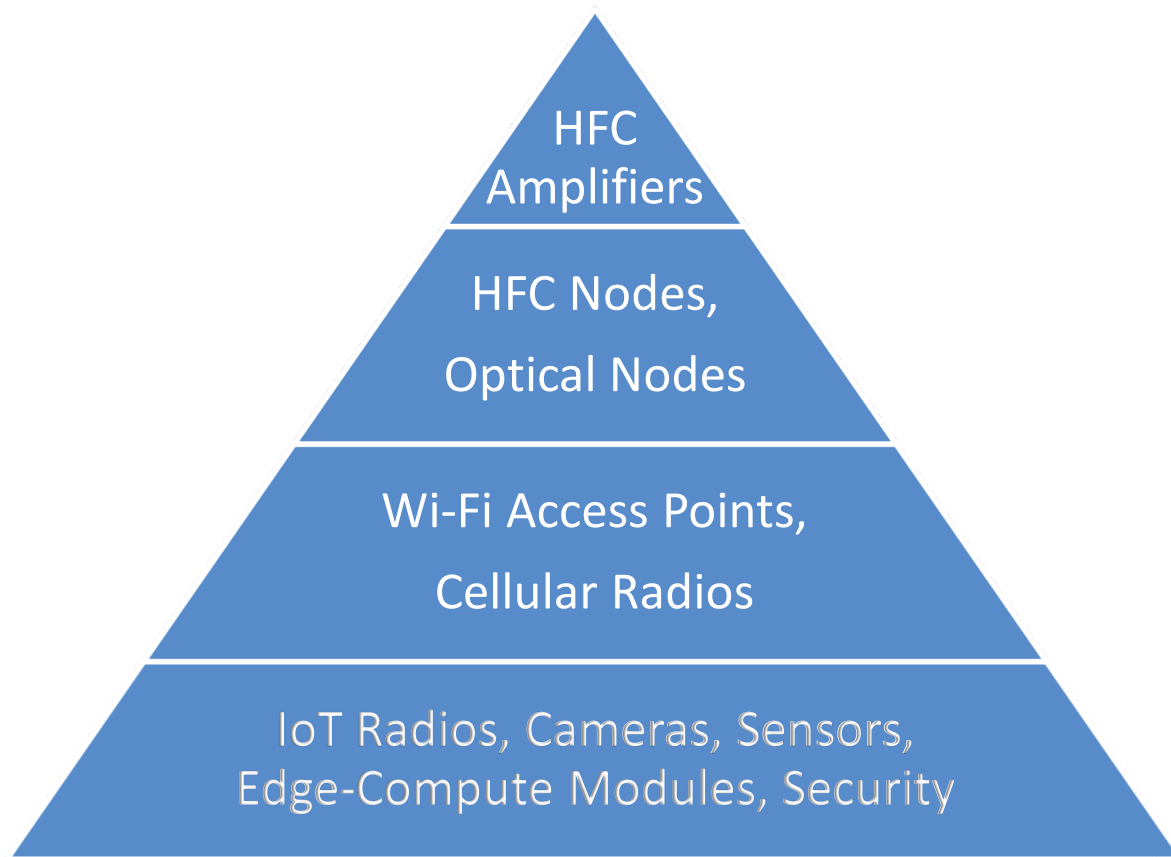 HFC
Amplifiers
HFC Nodes,
Optical Nodes
Wi-Fi Access Points,
Cellular Radios
IoT Radios, Cameras, Sensors,
Edge-Compute Modules, Security